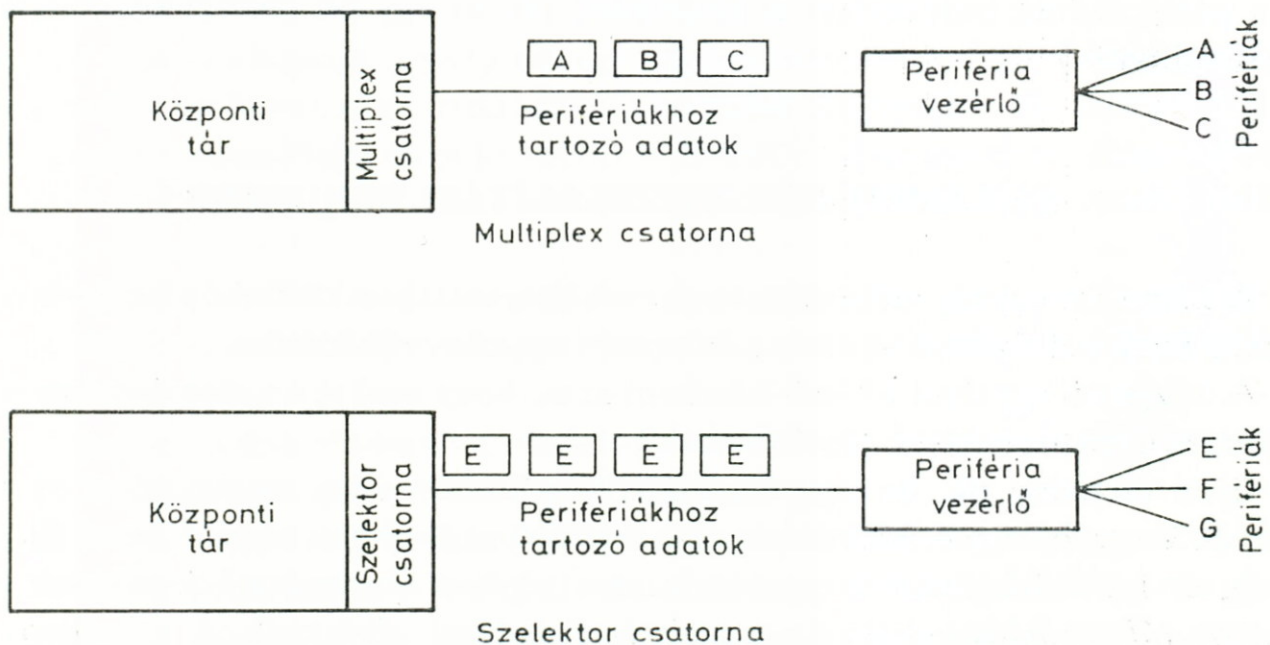 Központi
tár
Multiplex
csatorna
A B C
Perifériákhoz
tartozó adatok
Periféria
vezérlő
A
B
C
Perifériák
Multiplex csatorna
Központi
tár
Szelektor
csatorna
E E E E
Perifériákhoz
tartozó adatok
Periféria
vezérlő
E
F
G
Perifériák
Szelektor csatorna